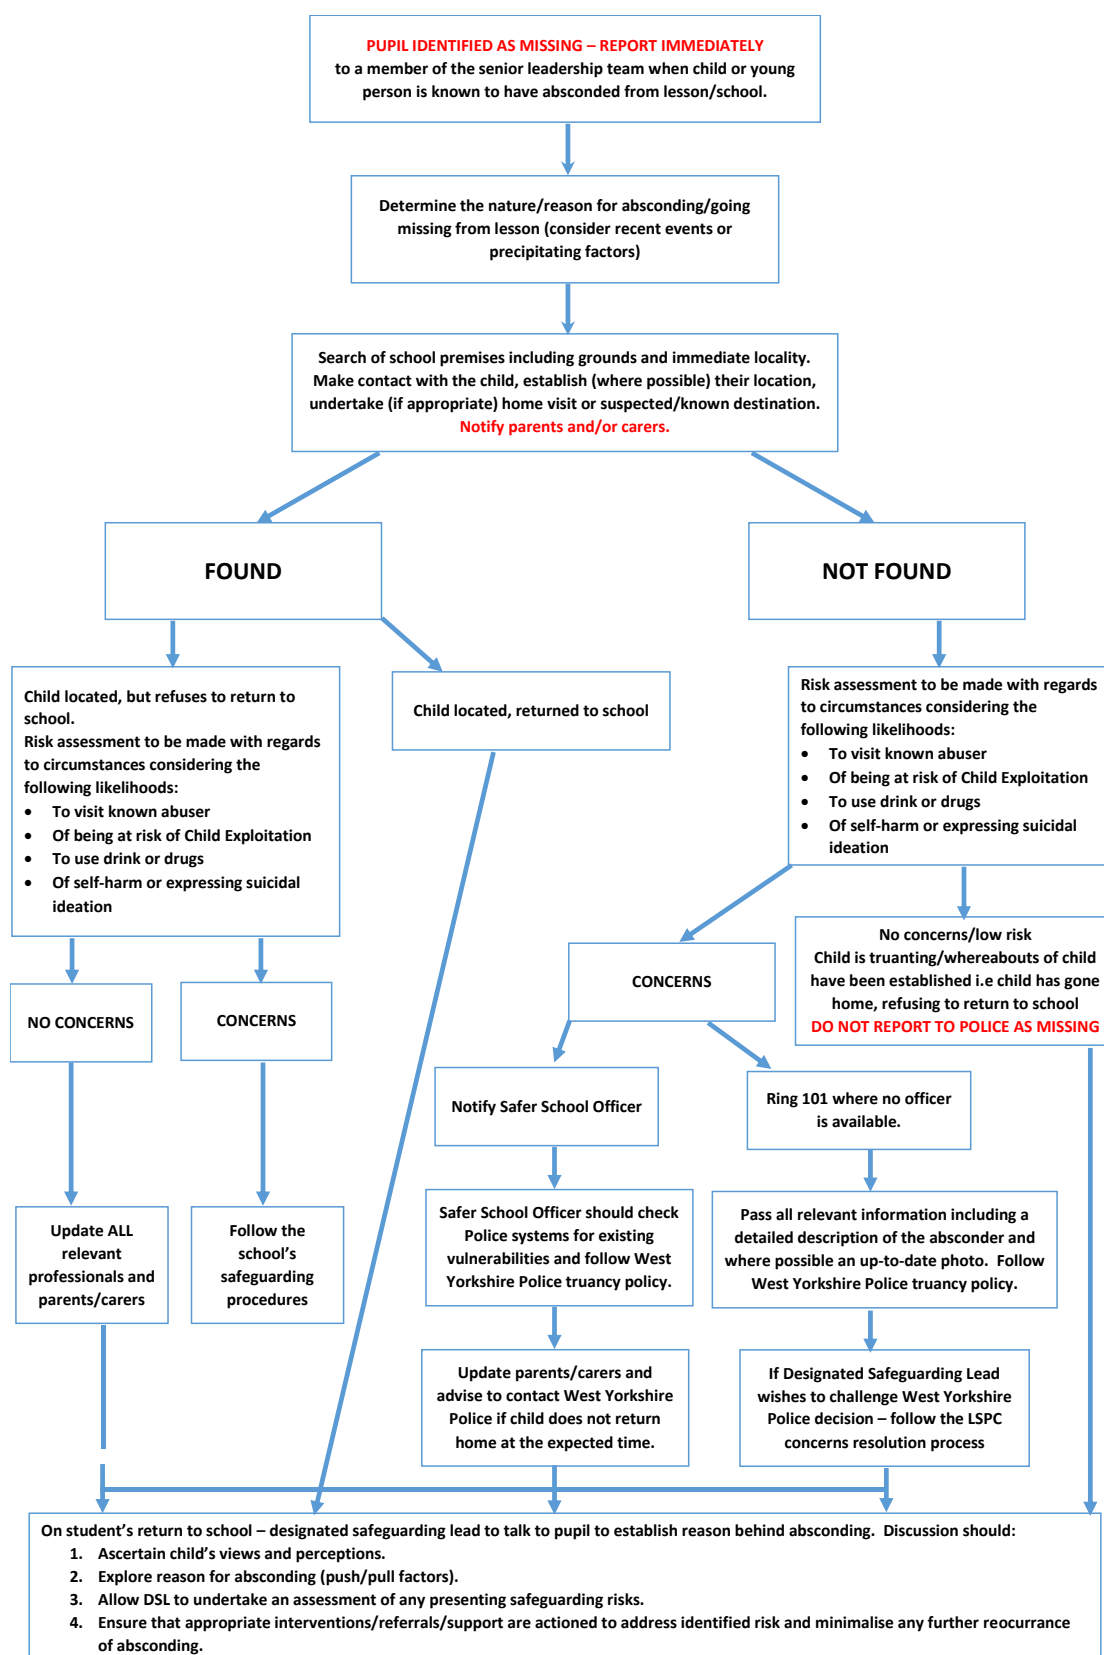 PUPIL IDENTIFIED AS MISSING – REPORT IMMEDIATELY
to a member of the senior leadership team when child or young
person is known to have absconded from lesson/school.
Determine the nature/reason for absconding/going
missing from lesson (consider recent events or
precipitating factors)
Search of school premises including grounds and immediate locality.
Make contact with the child, establish (where possible) their location,
undertake (if appropriate) home visit or suspected/known destination.
Notify parents and/or carers.
FOUND
NOT FOUND
Child located, but refuses to return to
school.
Risk assessment to be made with regards
to circumstances considering the
following likelihoods:
• To visit known abuser
• Of being at risk of Child Exploitation
• To use drink or drugs
• Of self-harm or expressing suicidal
ideation
Child located, returned to school
Risk assessment to be made with regards
to circumstances considering the
following likelihoods:
• To visit known abuser
• Of being at risk of Child Exploitation
• To use drink or drugs
• Of self-harm or expressing suicidal
ideation
NO CONCERNS
CONCERNS
CONCERNS
No concerns/low risk
Child is truanting/whereabouts of child
have been established i.e child has gone
home, refusing to return to school
DO NOT REPORT TO POLICE AS MISSING
Notify Safer School Officer
Ring 101 where no officer
is available.
Update ALL
relevant
professionals and
parents/carers
Follow the
school's
safeguarding
procedures
Safer School Officer should check
Police systems for existing
vulnerabilities and follow West
Yorkshire Police truancy policy.
Pass all relevant information including a
detailed description of the absconder and
where possible an up-to-date photo. Follow
West Yorkshire Police truancy policy.
Update parents/carers and
advise to contact West Yorkshire
Police if child does not return
home at the expected time.
If Designated Safeguarding Lead
wishes to challenge West Yorkshire
Police decision – follow the LSPC
concerns resolution process
On student's return to school – designated safeguarding lead to talk to pupil to establish reason behind absconding. Discussion should:
1. Ascertain child's views and perceptions.
2. Explore reason for absconding (push/pull factors).
3. Allow DSL to undertake an assessment of any presenting safeguarding risks.
4. Ensure that appropriate interventions/referrals/support are actioned to address identified risk and minimalise any further reocurrance
of absconding.